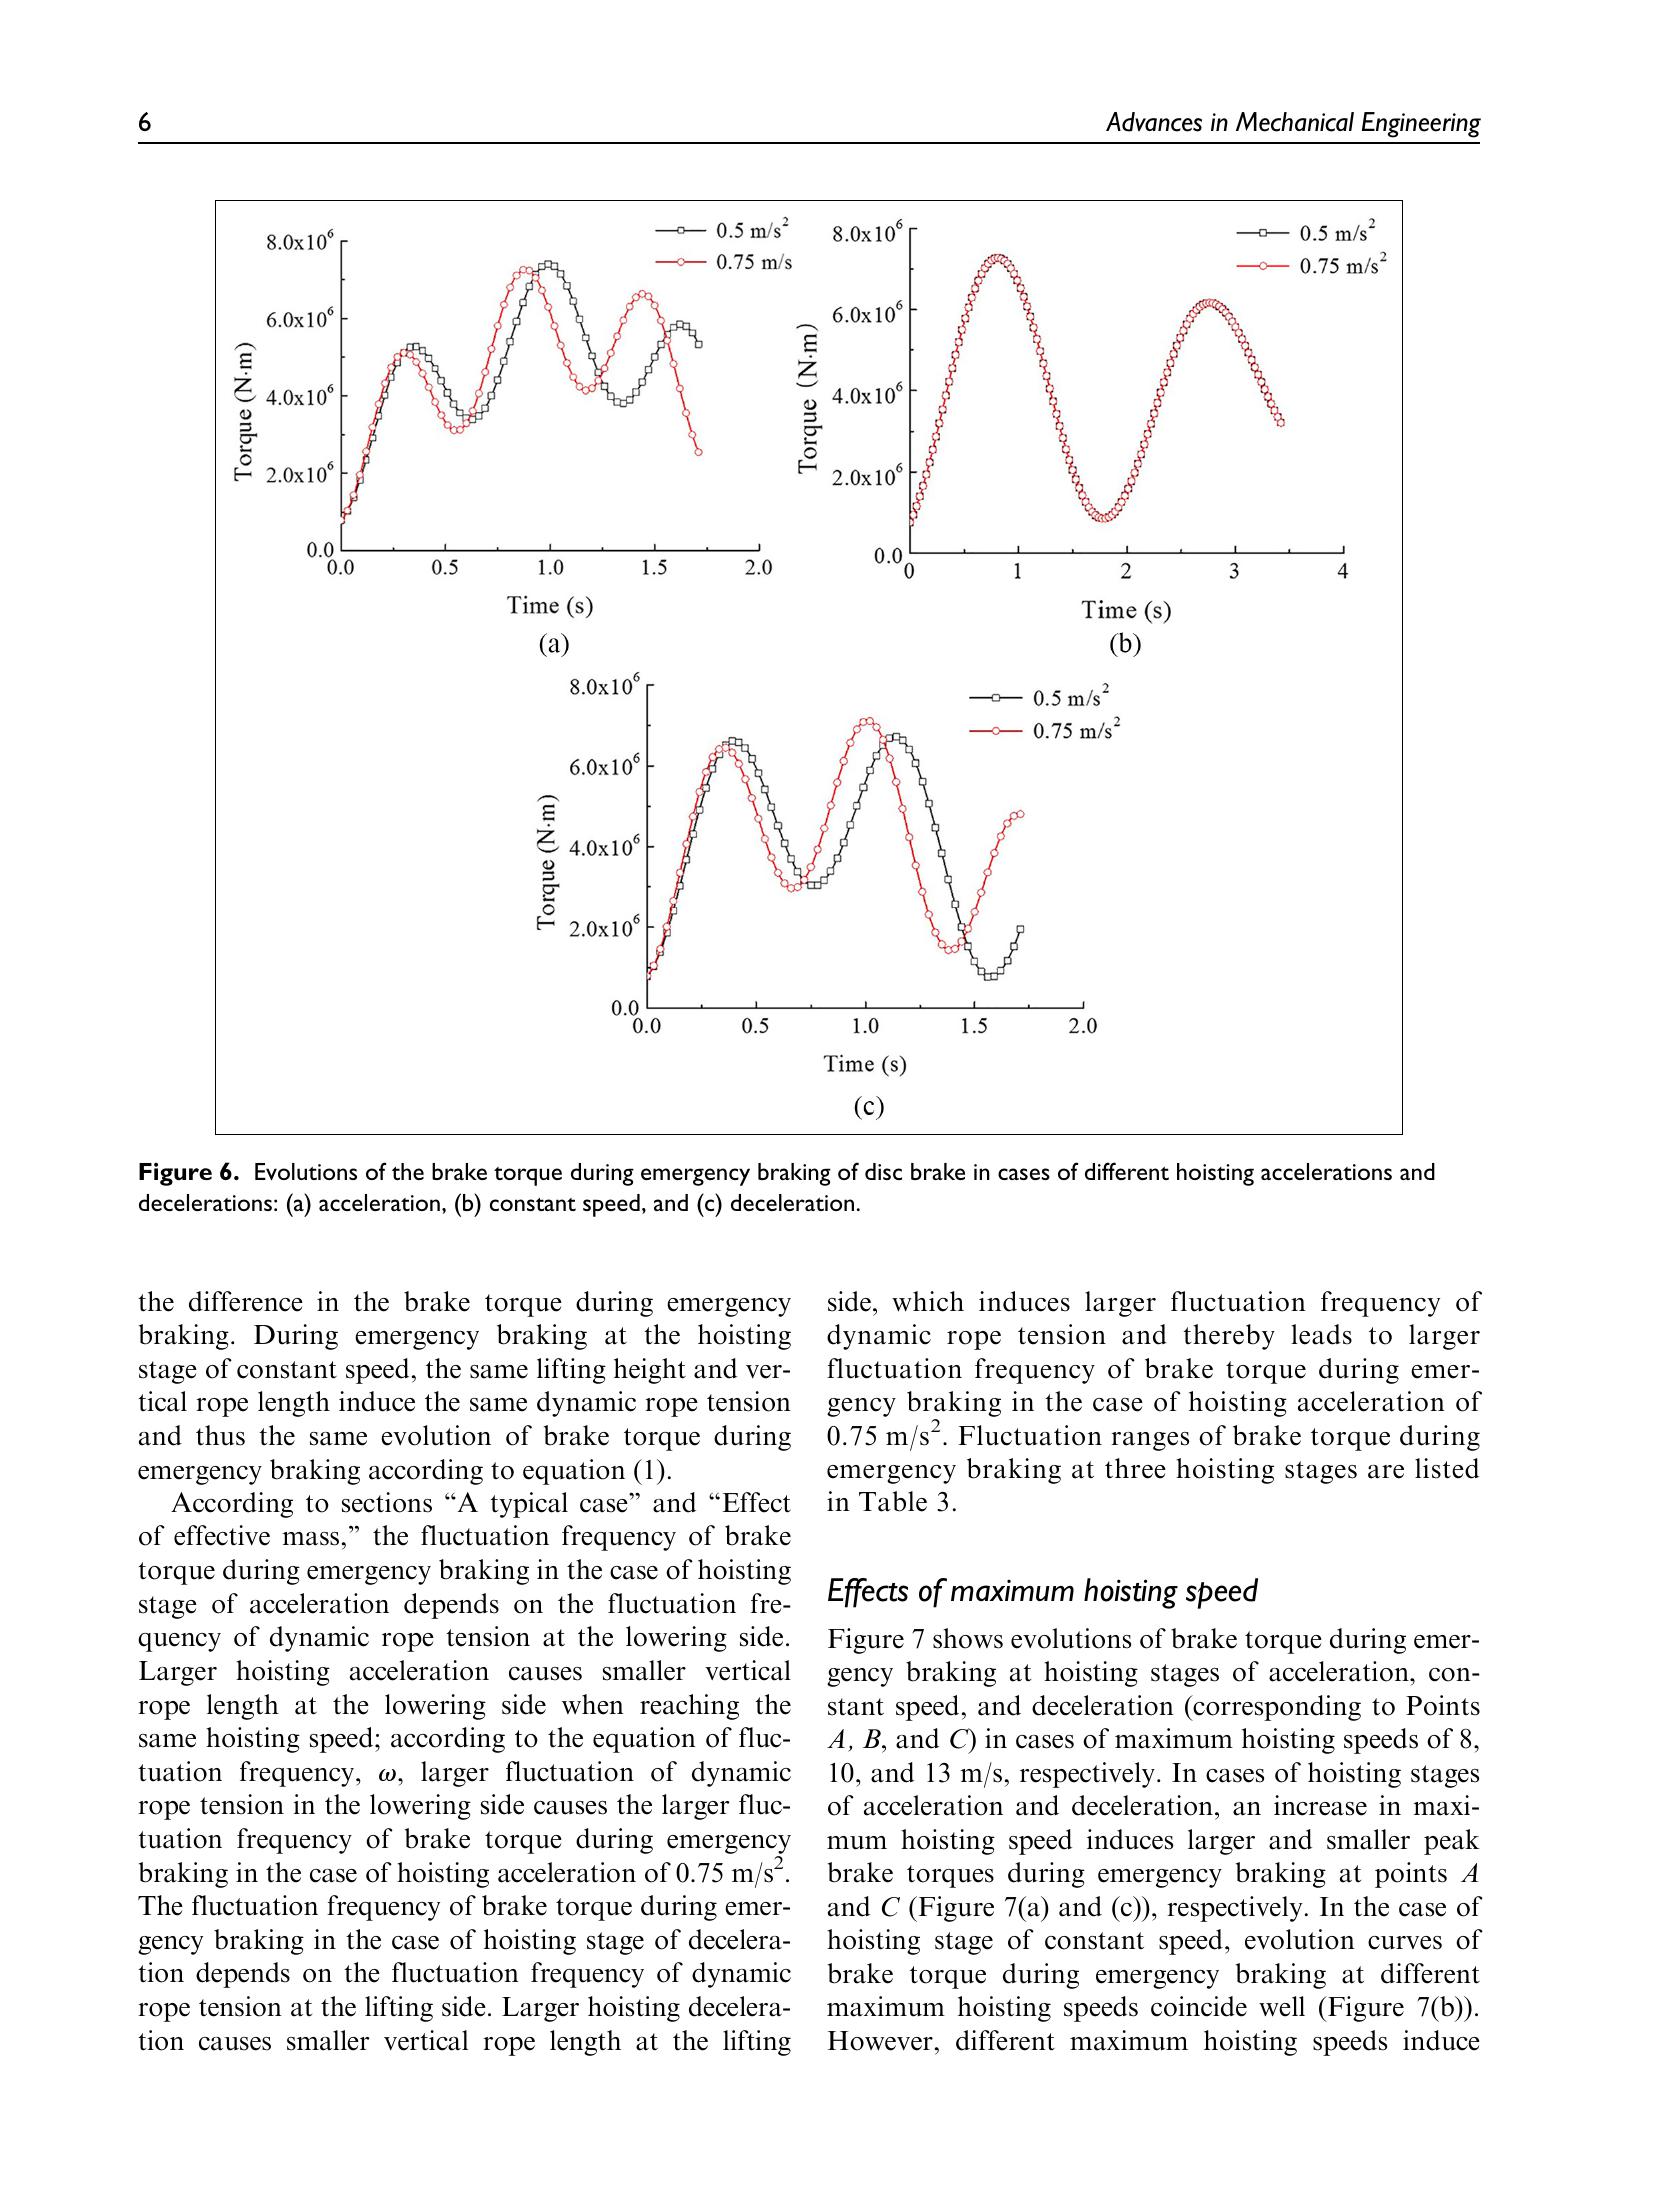 6
Advances in Mechanical Engineering
8.0x10^6
6.0x10^6
4.0x10^6
2.0x10^6
0.0
0.0 0.5 1.0 1.5 2.0
Torque (N·m)
Time (s)
0.5 m/s^2
0.75 m/s
(a)
8.0x10^6
6.0x10^6
4.0x10^6
2.0x10^6
0.0
0 1 2 3 4
Torque (N·m)
Time (s)
0.5 m/s^2
0.75 m/s^2
(b)
8.0x10^6
6.0x10^6
4.0x10^6
2.0x10^6
0.0
0.0 0.5 1.0 1.5 2.0
Torque (N·m)
Time (s)
0.5 m/s^2
0.75 m/s^2
(c)
Figure 6. Evolutions of the brake torque during emergency braking of disc brake in cases of different hoisting accelerations and
decelerations: (a) acceleration, (b) constant speed, and (c) deceleration.
the difference in the brake torque during emergency
braking. During emergency braking at the hoisting
stage of constant speed, the same lifting height and ver-
tical rope length induce the same dynamic rope tension
and thus the same evolution of brake torque during
emergency braking according to equation (1).
According to sections “A typical case” and “Effect
of effective mass,” the fluctuation frequency of brake
torque during emergency braking in the case of hoisting
stage of acceleration depends on the fluctuation fre-
quency of dynamic rope tension at the lowering side.
Larger hoisting acceleration causes smaller vertical
rope length at the lowering side when reaching the
same hoisting speed; according to the equation of fluc-
tuation frequency, ω, larger fluctuation of dynamic
rope tension in the lowering side causes the larger fluc-
tuation frequency of brake torque during emergency
braking in the case of hoisting acceleration of 0.75 m/s^2.
The fluctuation frequency of brake torque during emer-
gency braking in the case of hoisting stage of decelera-
tion depends on the fluctuation frequency of dynamic
rope tension at the lifting side. Larger hoisting decelera-
tion causes smaller vertical rope length at the lifting
side, which induces larger fluctuation frequency of
dynamic rope tension and thereby leads to larger
fluctuation frequency of brake torque during emer-
gency braking in the case of hoisting acceleration of
0.75 m/s^2. Fluctuation ranges of brake torque during
emergency braking at three hoisting stages are listed
in Table 3.
Effects of maximum hoisting speed
Figure 7 shows evolutions of brake torque during emer-
gency braking at hoisting stages of acceleration, con-
stant speed, and deceleration (corresponding to Points
A, B, and C) in cases of maximum hoisting speeds of 8,
10, and 13 m/s, respectively. In cases of hoisting stages
of acceleration and deceleration, an increase in maxi-
mum hoisting speed induces larger and smaller peak
brake torques during emergency braking at points A
and C (Figure 7(a) and (c)), respectively. In the case of
hoisting stage of constant speed, evolution curves of
brake torque during emergency braking at different
maximum hoisting speeds coincide well (Figure 7(b)).
However, different maximum hoisting speeds induce